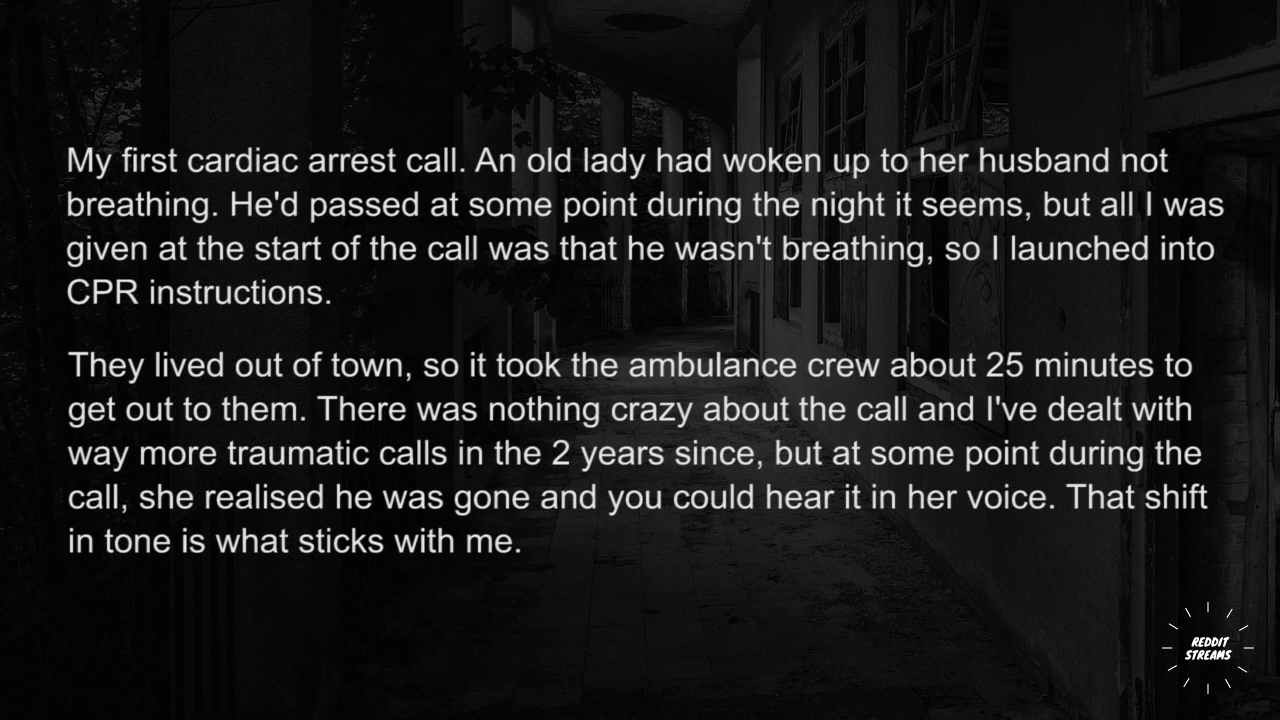 My first cardiac arrest call. An old lady had woken up to her husband not
breathing. He'd passed at some point during the night it seems, but all I was
given at the start of the call was that he wasn't breathing, so I launched into
CPR instructions.
They lived out of town, so it took the ambulance crew about 25 minutes to
get out to them. There was nothing crazy about the call and I've dealt with
way more traumatic calls in the 2 years since, but at some point during the
call, she realised he was gone and you could hear it in her voice. That shift
in tone is what sticks with me.
REDDIT
STREAMS